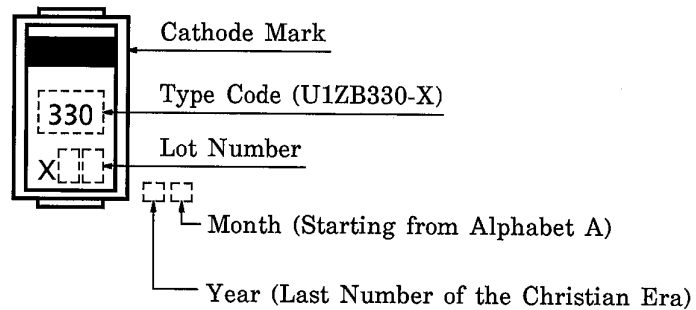 Cathode Mark
Type Code (U1ZB330-X)
330
Lot Number
X
Month (Starting from Alphabet A)
Year (Last Number of the Christian Era)